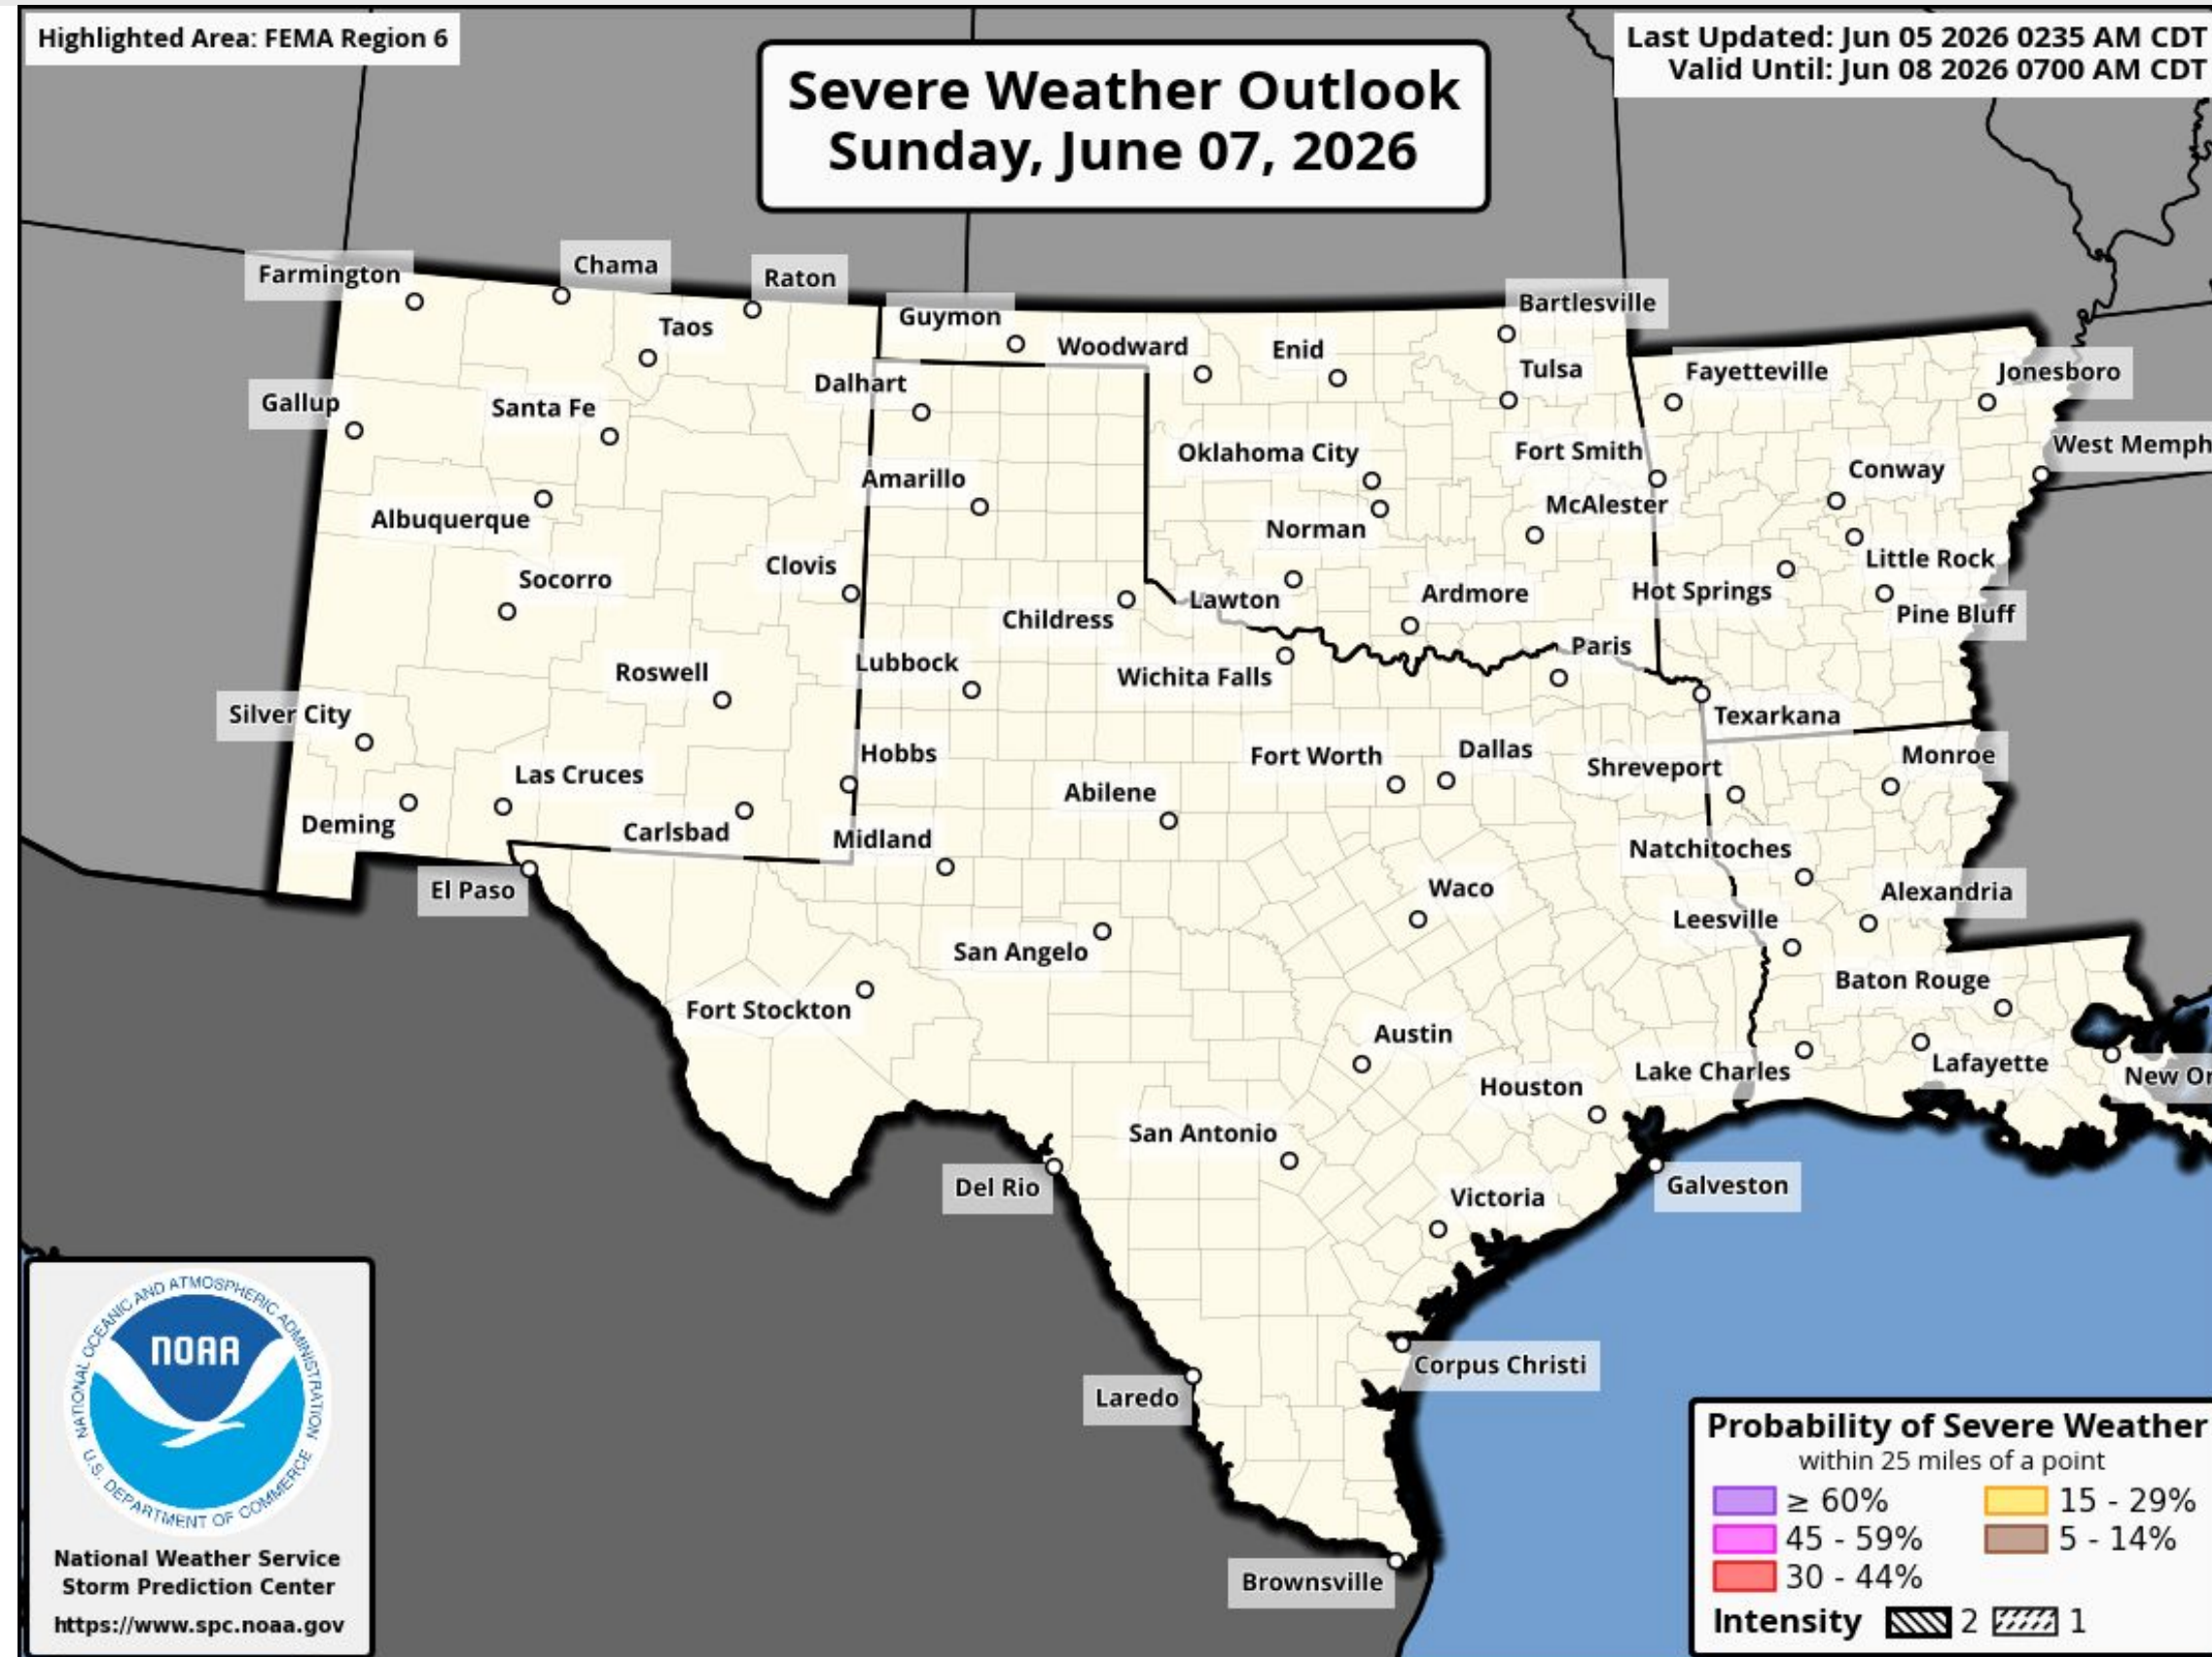 Highlighted Area: FEMA Region 6
Severe Weather Outlook
Sunday, June 07, 2026
Last Updated: Jun 05 2026 0235 AM CDT
Valid Until: Jun 08 2026 0700 AM CDT
Farmington
Chama
Raton
Taos
Guymon
Woodward
Enid
Bartlesville
Tulsa
Fayetteville
Jonesboro
Gallup
Santa Fe
Dalhart
Albuquerque
Amarillo
Oklahoma City
Fort Smith
Conway
West Memph
Norman
McAlester
Little Rock
Socorro
Clovis
Childress
Lawton
Ardmore
Hot Springs
Pine Bluff
Roswell
Lubbock
Wichita Falls
Paris
Silver City
Texarkana
Las Cruces
Hobbs
Abilene
Fort Worth
Dallas
Shreveport
Monroe
Deming
Carlsbad
Midland
Natchitoches
El Paso
Waco
Alexandria
San Angelo
Leesville
Fort Stockton
Baton Rouge
Austin
Houston
Lake Charles
Lafayette
New Or
San Antonio
Del Rio
Victoria
Galveston
Laredo
Corpus Christi
Brownsville
NATIONAL OCEANIC AND ATMOSPHERIC ADMINISTRATION
NOAA
U.S. DEPARTMENT OF COMMERCE
National Weather Service
Storm Prediction Center
https://www.spc.noaa.gov
Probability of Severe Weather
within 25 miles of a point
≥ 60% 15 - 29%
45 - 59% 5 - 14%
30 - 44%
Intensity 2 1